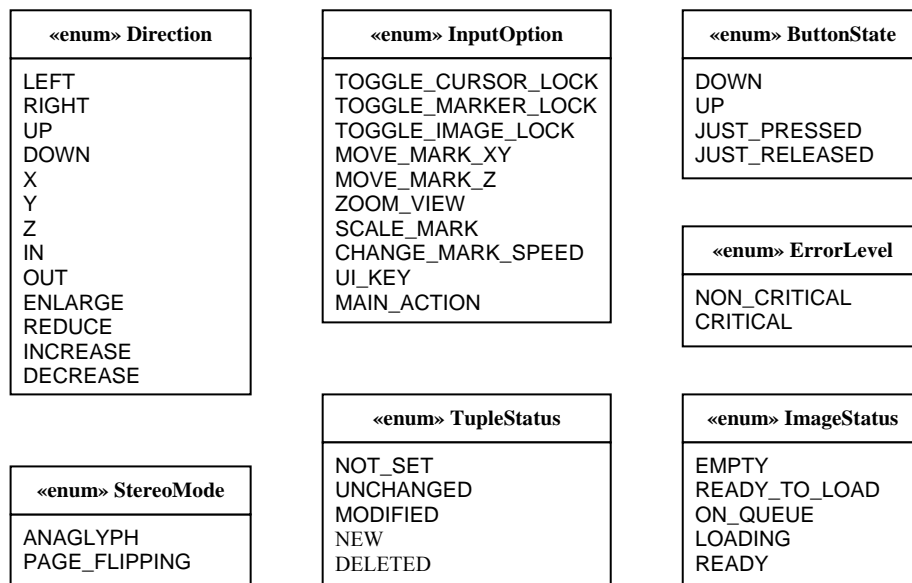 «enum» Direction
LEFT
RIGHT
UP
DOWN
X
Y
Z
IN
OUT
ENLARGE
REDUCE
INCREASE
DECREASE
«enum» StereoMode
ANAGLYPH
PAGE_FLIPPING
«enum» InputOption
TOGGLE_CURSOR_LOCK
TOGGLE_MARKER_LOCK
TOGGLE_IMAGE_LOCK
MOVE_MARK_XY
MOVE_MARK_Z
ZOOM_VIEW
SCALE_MARK
CHANGE_MARK_SPEED
UI_KEY
MAIN_ACTION
«enum» TupleStatus
NOT_SET
UNCHANGED
MODIFIED
NEW
DELETED
«enum» ButtonState
DOWN
UP
JUST_PRESSED
JUST_RELEASED
«enum» ErrorLevel
NON_CRITICAL
CRITICAL
«enum» ImageStatus
EMPTY
READY_TO_LOAD
ON_QUEUE
LOADING
READY